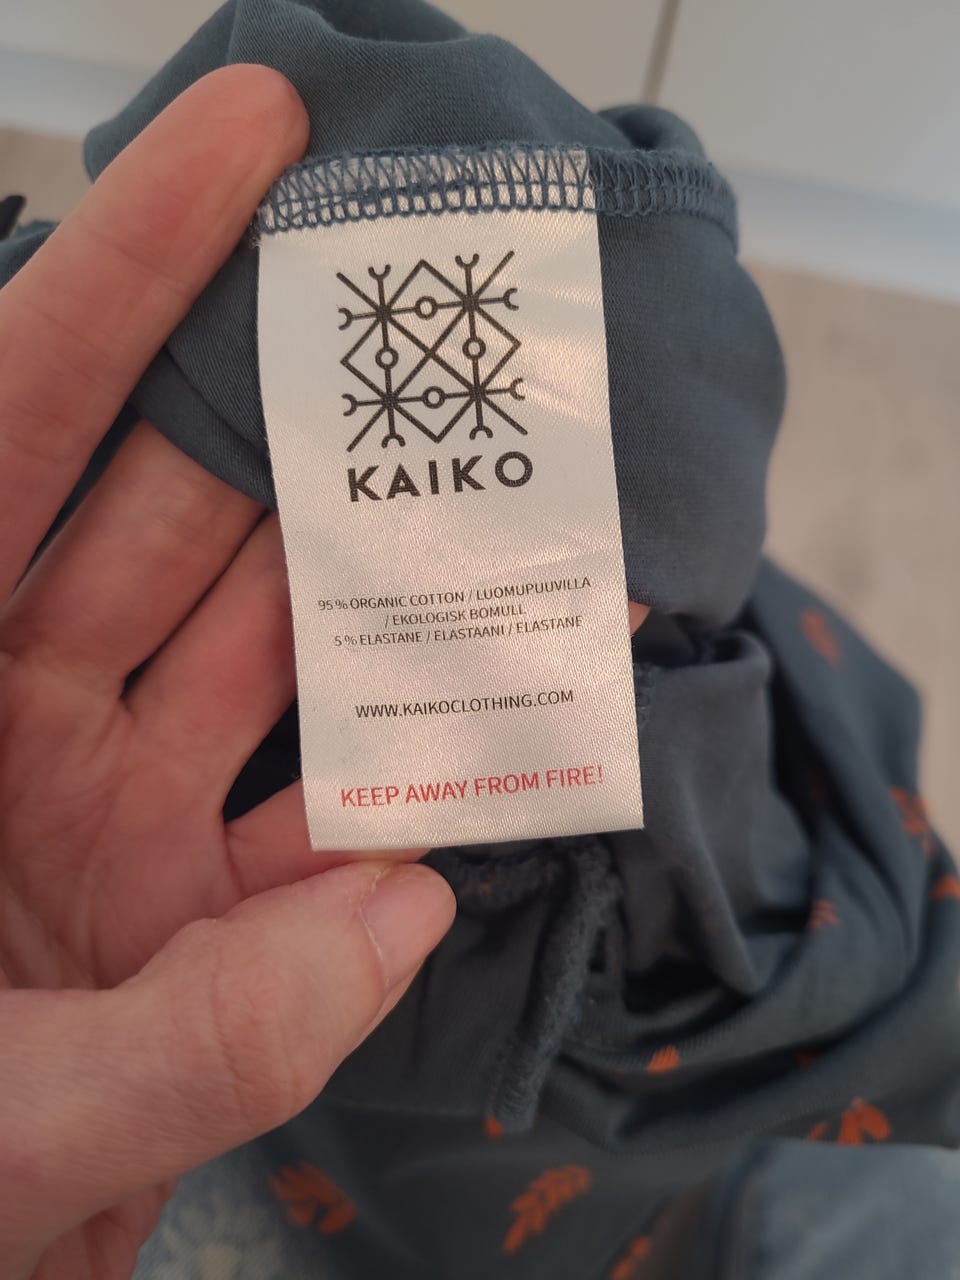 KAIKO
95% ORGANIC COTTON / LUOMUPUUVILLA
/ EKOLOGISK BOMULL
5% ELASTANE / ELASTAANI / ELASTANE
WWW.KAIKOCLOTHING.COM
KEEP AWAY FROM FIRE!